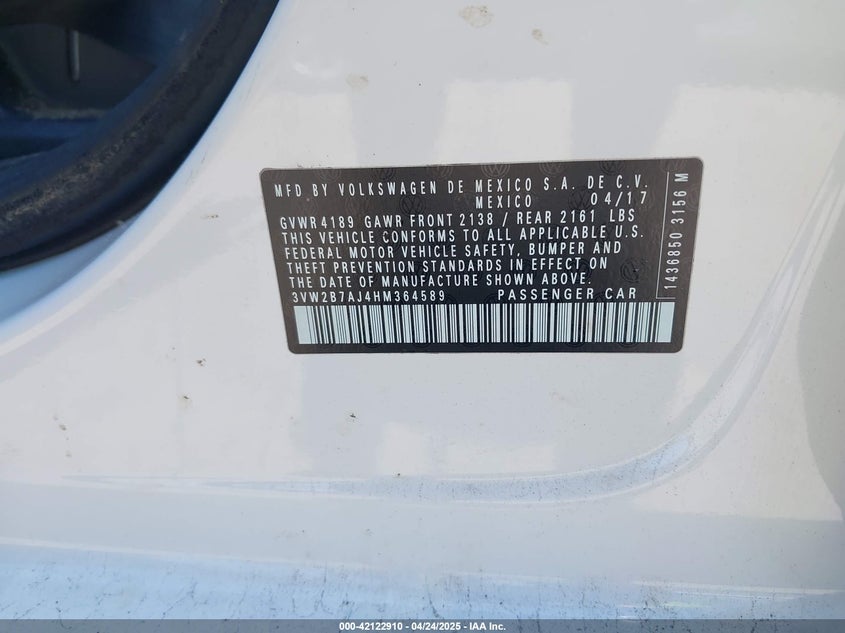 MFD BY VOLKSWAGEN DE MEXICO S.A. DE C.V.
MEXICO 04/17
GVWR 4189 GAWR FRONT 2138 / REAR 2161 LBS
THIS VEHICLE CONFORMS TO ALL APPLICABLE U.S.
FEDERAL MOTOR VEHICLE SAFETY, BUMPER AND
THEFT PREVENTION STANDARDS IN EFFECT ON
THE DATE OF MANUFACTURE SHOWN ABOVE.
3VW2B7AJ4HM364589 PASSENGER CAR
1436850 3156 M
000-42122910 - 04/24/2025 - IAA Inc.